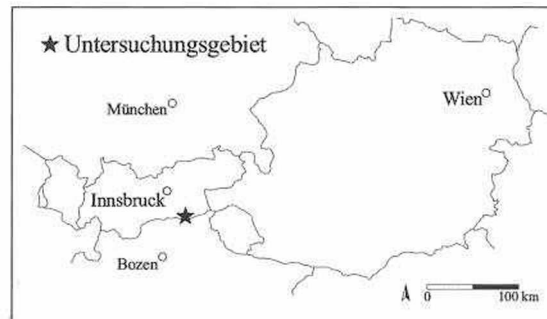 ★ Untersuchungsgebiet
München
Wien
Innsbruck
Bozen
0 100 km